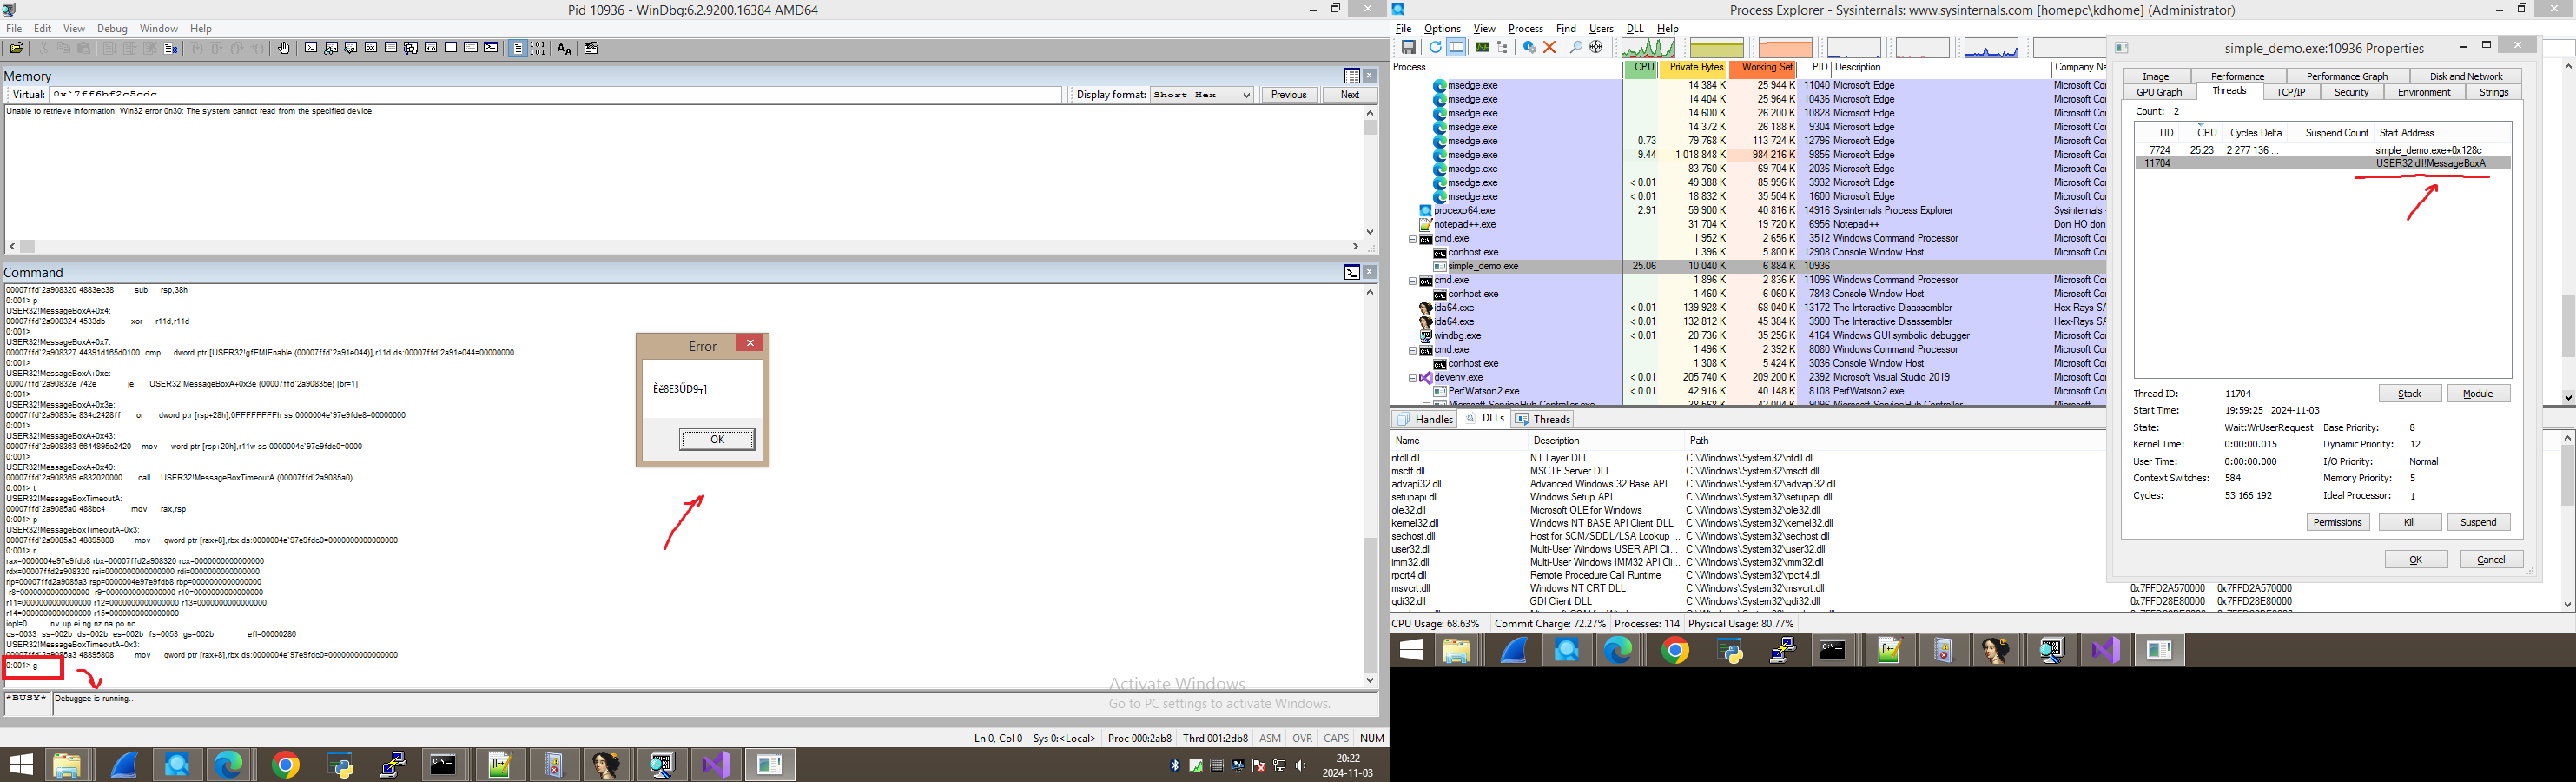 Pid 10936 - WinDbg:6.2.9200.16384 AMD64
File Edit View Debug Window Help
Memory
Virtual: 0x`7ff6bf2c5cdc Display format: Short Hex Previous Next
Unable to retrieve information, Win32 error 0n30: The system cannot read from the specified device.
Command
00007ffd`2a908320 4883ec38 sub rsp,38h
0:001> p
USER32!MessageBoxA+0x4:
00007ffd`2a908324 4533db xor r11d,r11d
0:001>
USER32!MessageBoxA+0x7:
00007ffd`2a908327 44391d165d0100 cmp dword ptr [USER32!gfEMIEnable (00007ffd`2a91e044)],r11d ds:00007ffd`2a91e044=00000000
0:001>
USER32!MessageBoxA+0xe:
00007ffd`2a90832e 742e je USER32!MessageBoxA+0x3e (00007ffd`2a90835e) [br=1]
0:001>
USER32!MessageBoxA+0x3e:
00007ffd`2a90835e 834c2428ff or dword ptr [rsp+28h],0FFFFFFFFh ss:0000004e`97e9fde8=00000000
0:001>
USER32!MessageBoxA+0x43:
00007ffd`2a908363 6644895c2420 mov word ptr [rsp+20h],r11w ss:0000004e`97e9fde0=0000
0:001>
USER32!MessageBoxA+0x49:
00007ffd`2a908369 e832020000 call USER32!MessageBoxTimeoutA (00007ffd`2a9085a0)
0:001> t
USER32!MessageBoxTimeoutA:
00007ffd`2a9085a0 488bc4 mov rax,rsp
0:001> p
USER32!MessageBoxTimeoutA+0x3:
00007ffd`2a9085a3 48895808 mov qword ptr [rax+8],rbx ds:0000004e`97e9fdc0=0000000000000000
0:001> r
rax=0000004e97e9fdb8 rbx=00007ffd2a908320 rcx=0000000000000000
rdx=00007ffd2a908320 rsi=0000000000000000 rdi=0000000000000000
rip=00007ffd2a9085a3 rsp=0000004e97e9fdb8 rbp=0000000000000000
r8=0000000000000000 r9=0000000000000000 r10=0000000000000000
r11=0000000000000000 r12=0000000000000000 r13=0000000000000000
r14=0000000000000000 r15=0000000000000000
iopl=0 nv up ei ng nz na po nc
cs=0033 ss=002b ds=002b es=002b fs=0053 gs=002b efl=00000286
USER32!MessageBoxTimeoutA+0x3:
00007ffd`2a9085a3 48895808 mov qword ptr [rax+8],rbx ds:0000004e`97e9fdc0=0000000000000000
0:001> g
*BUSY* Debuggee is running...
Error
OK
Activate Windows
Go to PC settings to activate Windows.
Ln 0, Col 0 Sys 0:<Local> Proc 000:2ab8 Thrd 001:2db8 ASM OVR CAPS NUM
20:22
2024-11-03
Process Explorer - Sysinternals: www.sysinternals.com [homepc\kdhome] (Administrator)
File Options View Process Find Users DLL Help
Process CPU Private Bytes Working Set PID Description Company Na
msedge.exe 14 384 K 25 944 K 11040 Microsoft Edge Microsoft Co
msedge.exe 14 404 K 25 964 K 10436 Microsoft Edge Microsoft Co
msedge.exe 14 600 K 26 200 K 10828 Microsoft Edge Microsoft Co
msedge.exe 14 372 K 26 188 K 9304 Microsoft Edge Microsoft Co
msedge.exe 0.73 79 768 K 113 724 K 12796 Microsoft Edge Microsoft Co
msedge.exe 9.44 1 018 848 K 984 216 K 9856 Microsoft Edge Microsoft Co
msedge.exe 83 760 K 69 704 K 2036 Microsoft Edge Microsoft Co
msedge.exe < 0.01 49 388 K 85 996 K 3932 Microsoft Edge Microsoft Co
msedge.exe < 0.01 18 832 K 35 504 K 1600 Microsoft Edge Microsoft Co
procexp64.exe 2.91 59 900 K 40 816 K 14916 Sysinternals Process Explorer Sysinternals
notepad++.exe 31 704 K 19 720 K 6956 Notepad++ Don HO don
cmd.exe 1 952 K 2 656 K 3512 Windows Command Processor Microsoft Co
conhost.exe 1 396 K 5 800 K 12908 Console Window Host Microsoft Co
simple_demo.exe 25.06 10 040 K 6 884 K 10936
cmd.exe 1 896 K 2 836 K 11096 Windows Command Processor Microsoft Co
conhost.exe 1 460 K 6 060 K 7848 Console Window Host Microsoft Co
ida64.exe < 0.01 139 928 K 68 040 K 13172 The Interactive Disassembler Hex-Rays SA
ida64.exe < 0.01 132 812 K 45 384 K 3900 The Interactive Disassembler Hex-Rays SA
windbg.exe < 0.01 20 736 K 35 256 K 4164 Windows GUI symbolic debugger Microsoft Co
cmd.exe 1 496 K 2 392 K 8080 Windows Command Processor Microsoft Co
conhost.exe 1 308 K 5 424 K 3036 Console Window Host Microsoft Co
devenv.exe < 0.01 205 740 K 209 200 K 2392 Microsoft Visual Studio 2019 Microsoft Co
PerfWatson2.exe < 0.01 42 916 K 40 148 K 8108 PerfWatson2.exe Microsoft Co
Handles DLLs Threads
Name Description Path
ntdll.dll NT Layer DLL C:\Windows\System32\ntdll.dll
msctf.dll MSCTF Server DLL C:\Windows\System32\msctf.dll
advapi32.dll Advanced Windows 32 Base API C:\Windows\System32\advapi32.dll
setupapi.dll Windows Setup API C:\Windows\System32\setupapi.dll
ole32.dll Microsoft OLE for Windows C:\Windows\System32\ole32.dll
kernel32.dll Windows NT BASE API Client DLL C:\Windows\System32\kernel32.dll
sechost.dll Host for SCM/SDDL/LSA Lookup ... C:\Windows\System32\sechost.dll
user32.dll Multi-User Windows USER API Cli... C:\Windows\System32\user32.dll
imm32.dll Multi-User Windows IMM32 API Cli... C:\Windows\System32\imm32.dll
rpcrt4.dll Remote Procedure Call Runtime C:\Windows\System32\rpcrt4.dll
msvcrt.dll Windows NT CRT DLL C:\Windows\System32\msvcrt.dll 0x7FFD2A570000 0x7FFD2A570000
gdi32.dll GDI Client DLL C:\Windows\System32\gdi32.dll 0x7FFD28E80000 0x7FFD28E80000
CPU Usage: 68.63% Commit Charge: 72.27% Processes: 114 Physical Usage: 80.77%
simple_demo.exe:10936 Properties
Image Performance Performance Graph Disk and Network
GPU Graph Threads TCP/IP Security Environment Strings
Count: 2
TID CPU Cycles Delta Suspend Count Start Address
7724 25.23 2 277 136 ... simple_demo.exe+0x128c
11704 USER32.dll!MessageBoxA
Thread ID: 11704 Stack Module
Start Time: 19:59:25 2024-11-03
State: Wait:WrUserRequest Base Priority: 8
Kernel Time: 0:00:00.015 Dynamic Priority: 12
User Time: 0:00:00.000 I/O Priority: Normal
Context Switches: 584 Memory Priority: 5
Cycles: 53 166 192 Ideal Processor: 1
Permissions Kill Suspend
OK Cancel